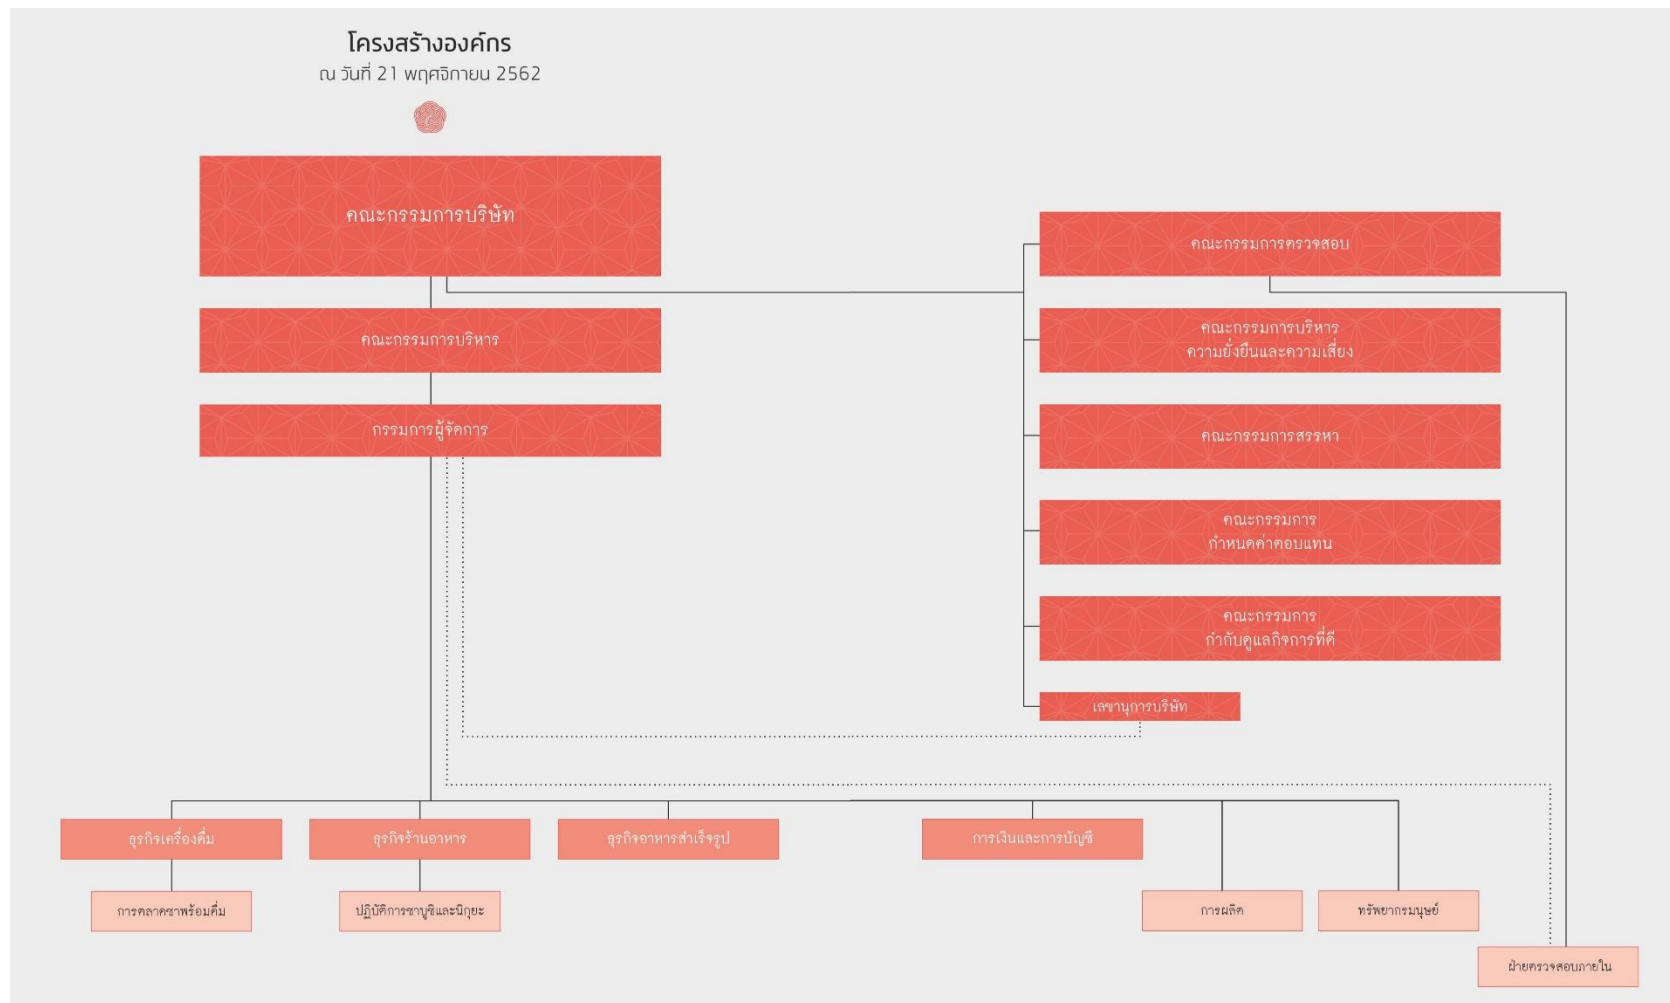 โครงสร้างองค์กร
ณ วันที่ 21 พฤศจิกายน 2562
คณะกรรมการบริษัท
คณะกรรมการบริหาร
กรรมการผู้จัดการ
คณะกรรมการตรวจสอบ
คณะกรรมการบริหาร
ความยั่งยืนและความเสี่ยง
คณะกรรมการสรรหา
คณะกรรมการ
กำหนดค่าตอบแทน
คณะกรรมการ
กำกับดูแลกิจการที่ดี
เลขานุการบริษัท
ธุรกิจเครื่องดื่ม
ธุรกิจร้านอาหาร
ธุรกิจอาหารสำเร็จรูป
การเงินและการบัญชี
การตลาดชาพร้อมดื่ม
ปฏิบัติการชาบูชิและนิกุยะ
การผลิต
ทรัพยากรมนุษย์
ฝ่ายตรวจสอบภายใน